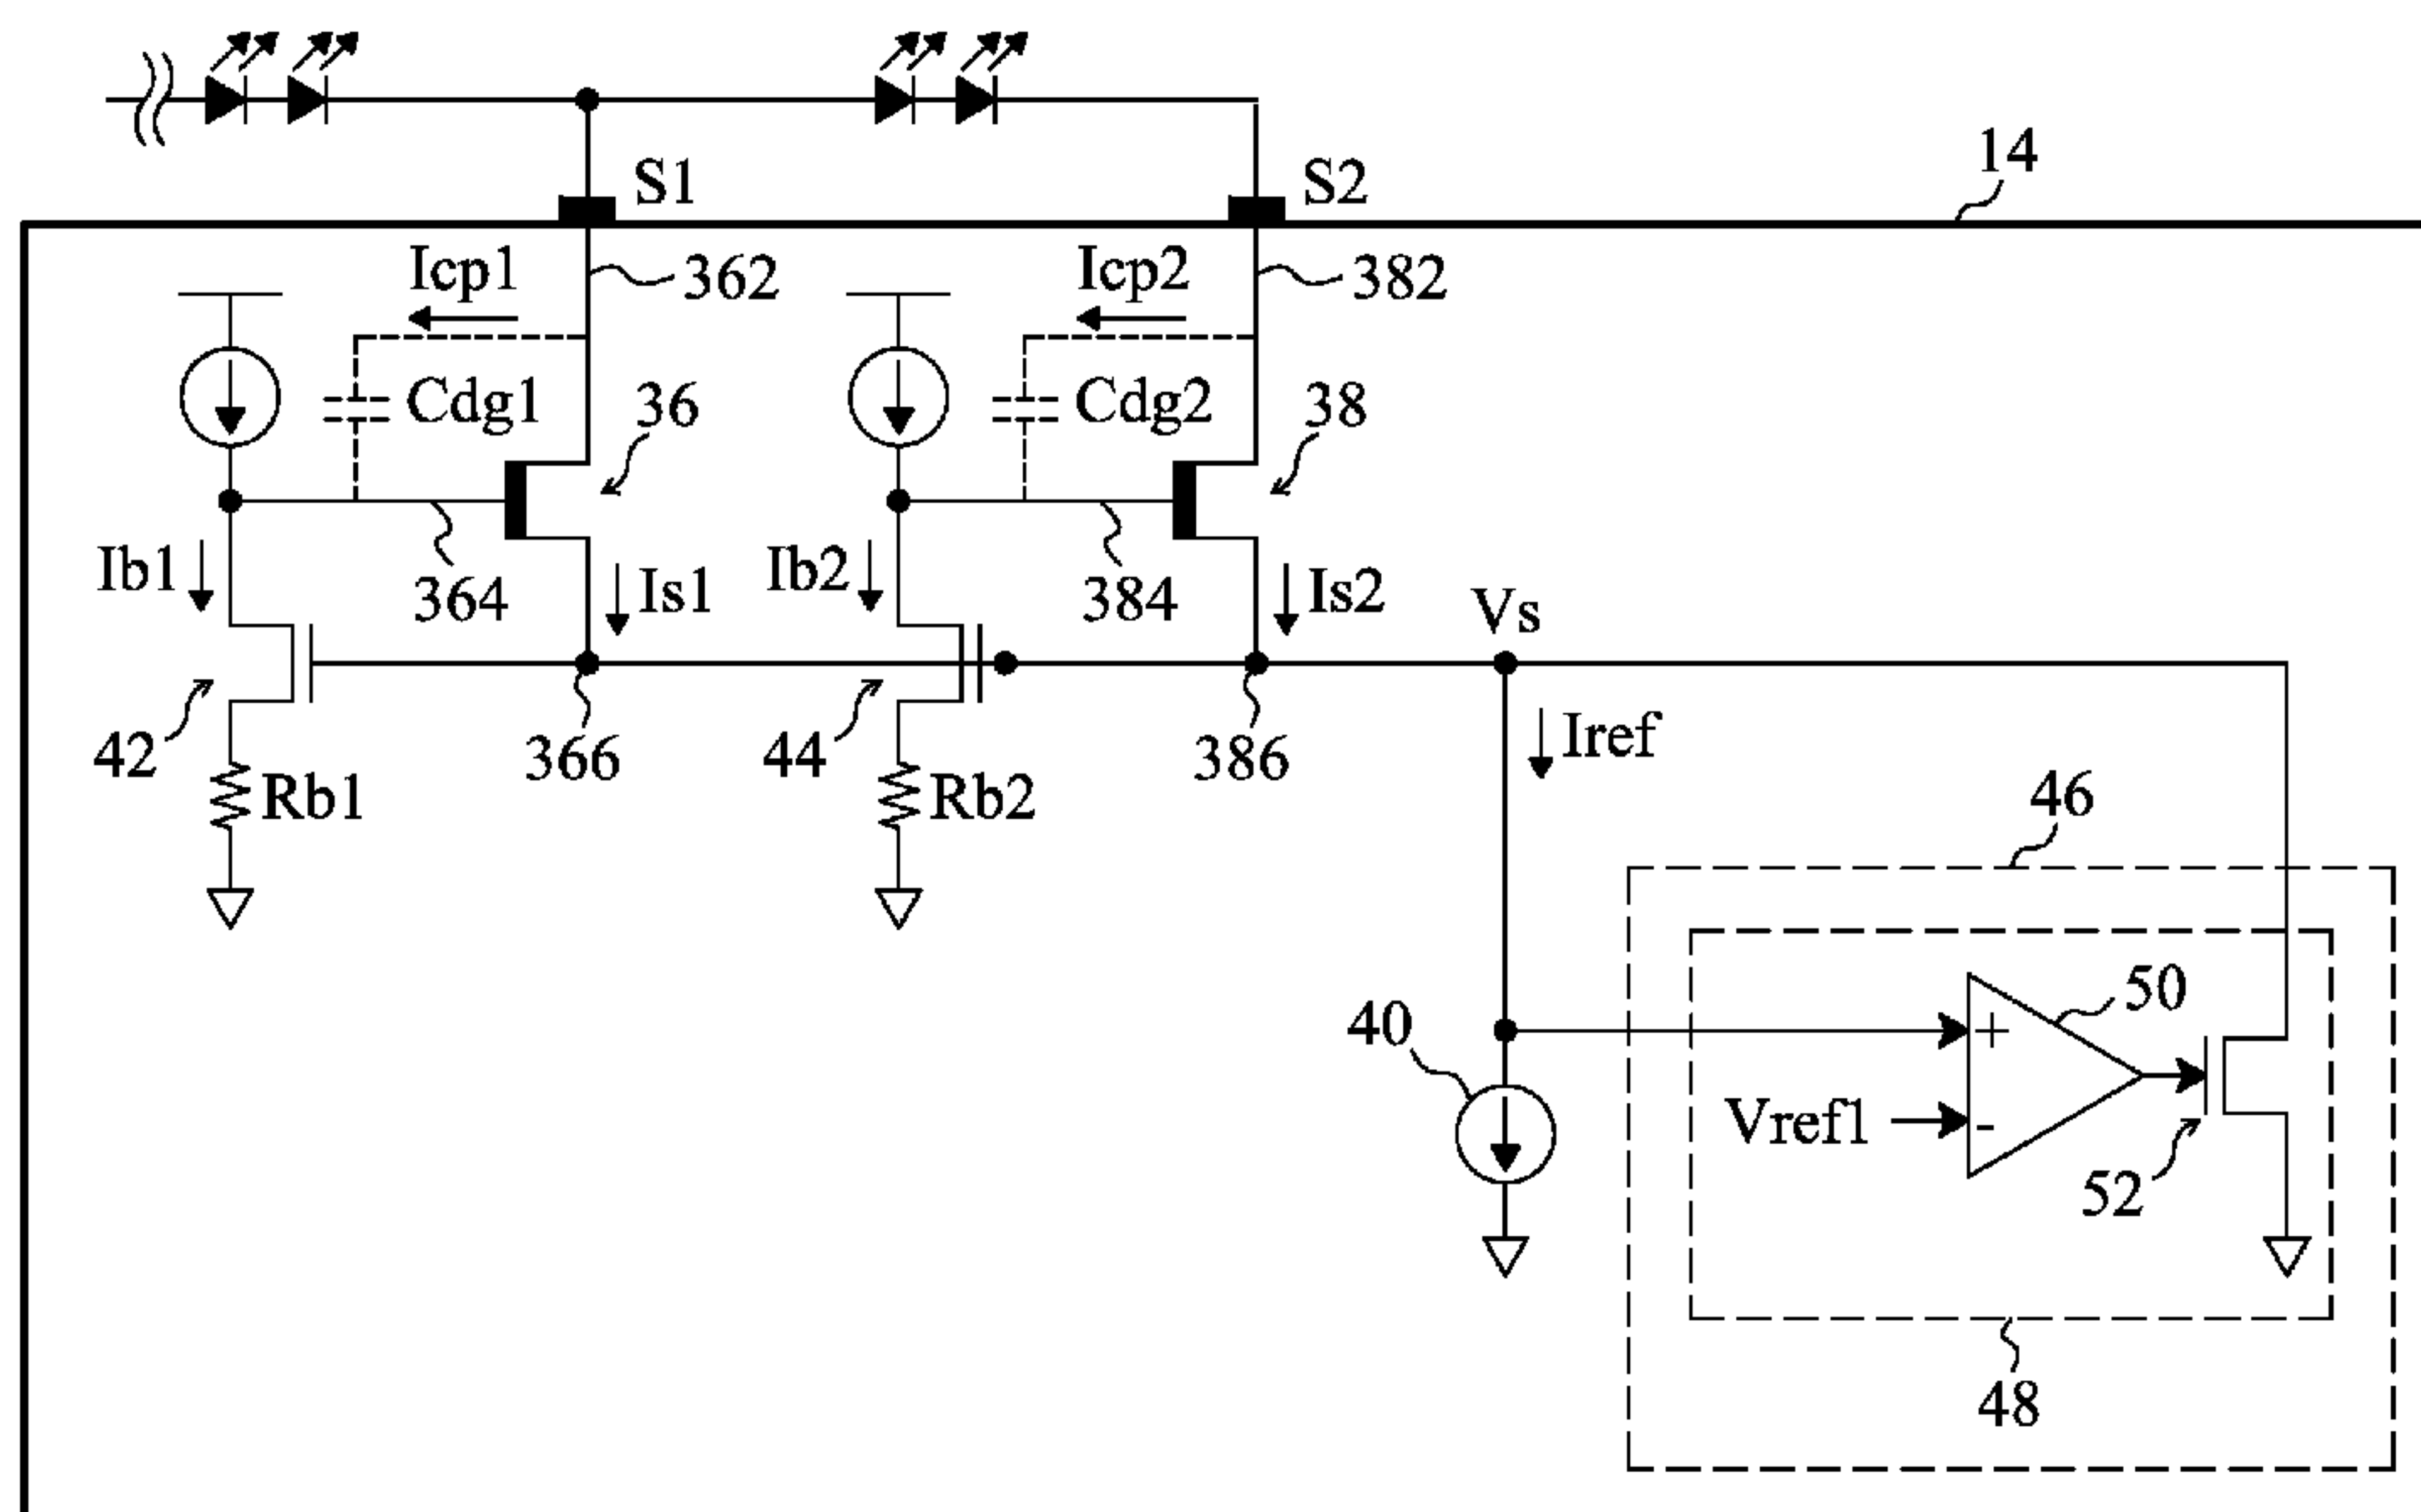 14
S1
S2
Icp1
362
Icp2
382
Cdg1
36
Cdg2
38
Ib1
364
Is1
Ib2
384
Is2
Vs
42
366
44
386
Iref
Rb1
Rb2
46
40
+
50
Vref1
-
52
48